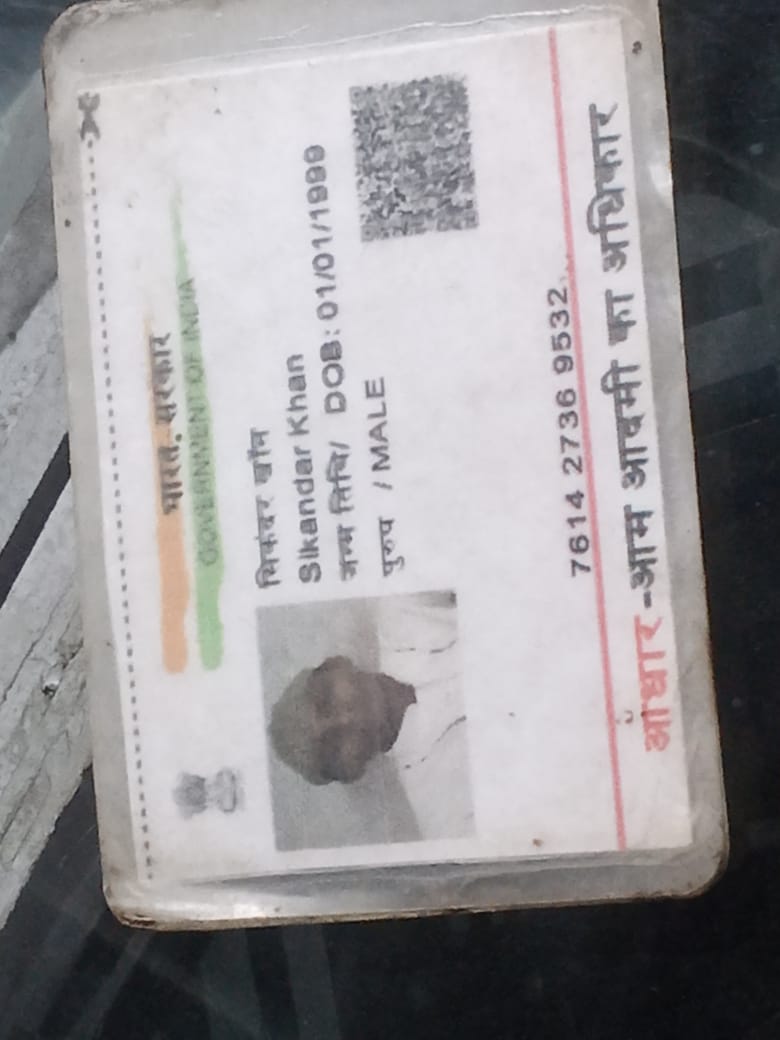 भारत सरकार
GOVERNMENT OF INDIA
सिकंदर खाँन
Sikandar Khan
जन्म तिथि/ DOB: 01/01/1999
पुरुष / MALE
7614 2736 9532
आधार-आम आदमी का अधिकार